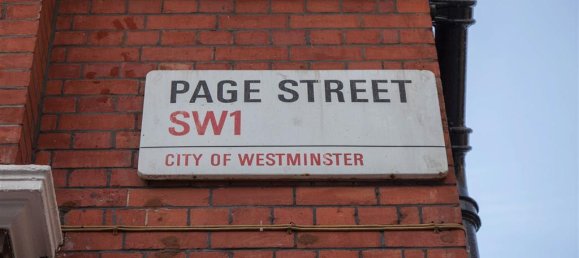 PAGE STREET
SW1
CITY OF WESTMINSTER